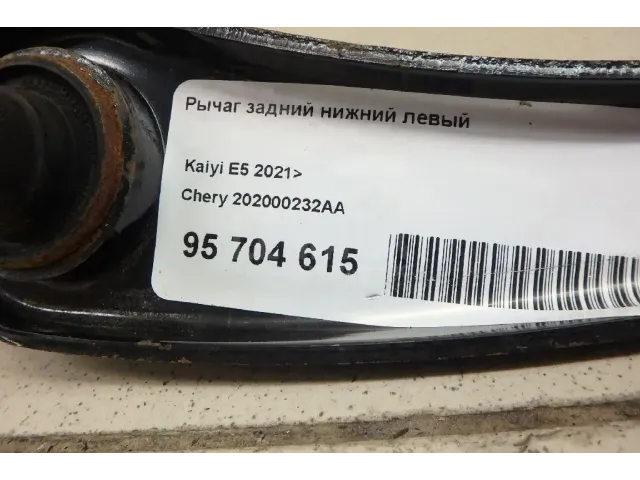 Рычаг задний нижний левый
Kaiyi E5 2021>
Chery 202000232AA
95 704 615